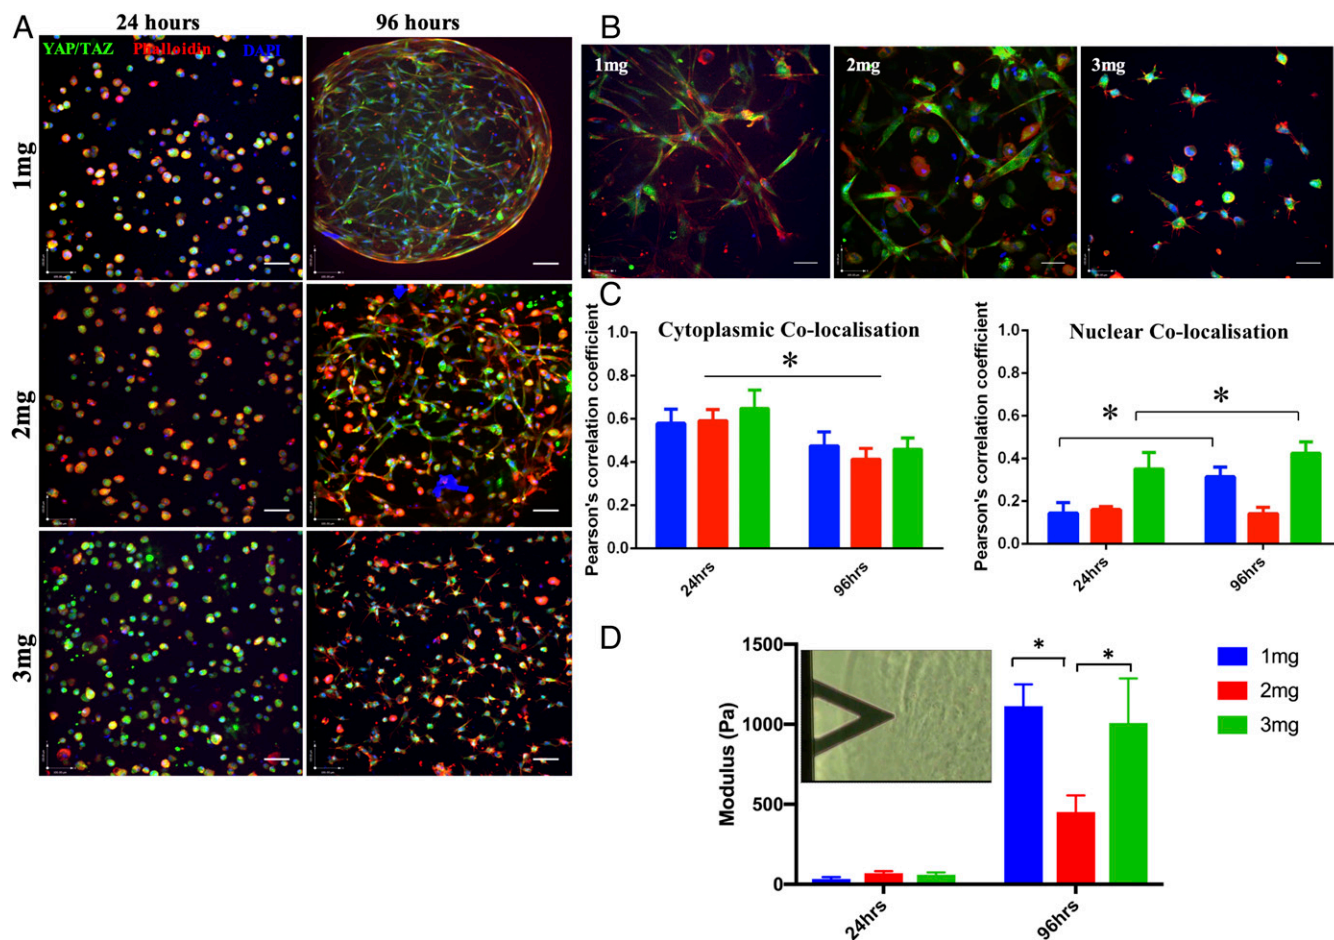 A
24 hours
96 hours
YAP/TAZ
Phalloidin
DAPI
1mg
2mg
3mg
B
1mg
2mg
3mg
C
Pearson's correlation coefficient
1.0
0.8
0.6
0.4
0.2
0.0
Cytoplasmic Co-localisation
*
24hrs
96hrs
Pearson's correlation coefficient
1.0
0.8
0.6
0.4
0.2
0.0
Nuclear Co-localisation
*
*
24hrs
96hrs
D
Modulus (Pa)
1500
1000
500
0
*
*
24hrs
96hrs
1mg
2mg
3mg